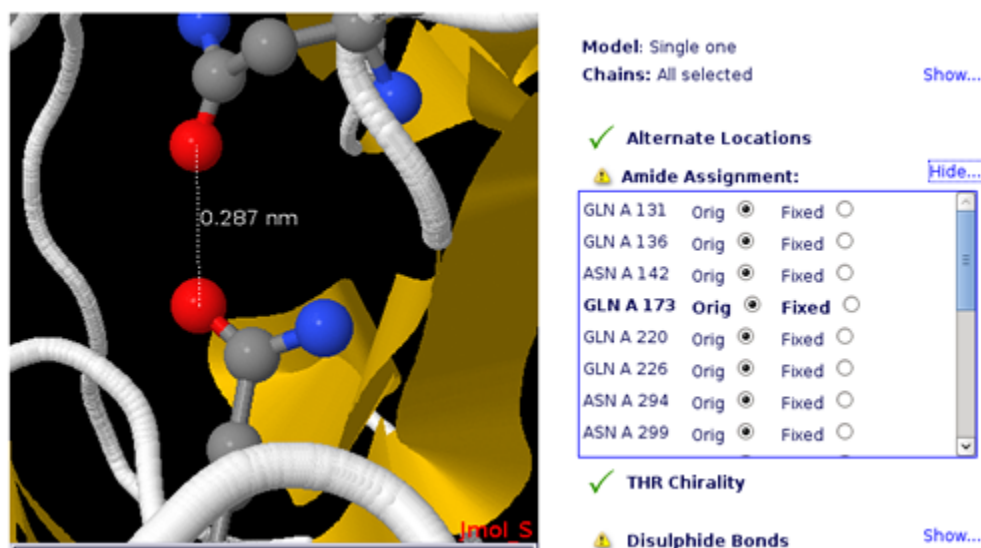 0.287 nm
Jmol_S
Model: Single one
Chains: All selected Show...
Alternate Locations
Amide Assignment: Hide...
GLN A 131 Orig Fixed
GLN A 136 Orig Fixed
ASN A 142 Orig Fixed
GLN A 173 Orig Fixed
GLN A 220 Orig Fixed
GLN A 226 Orig Fixed
ASN A 294 Orig Fixed
ASN A 299 Orig Fixed
THR Chirality
Disulphide Bonds Show...